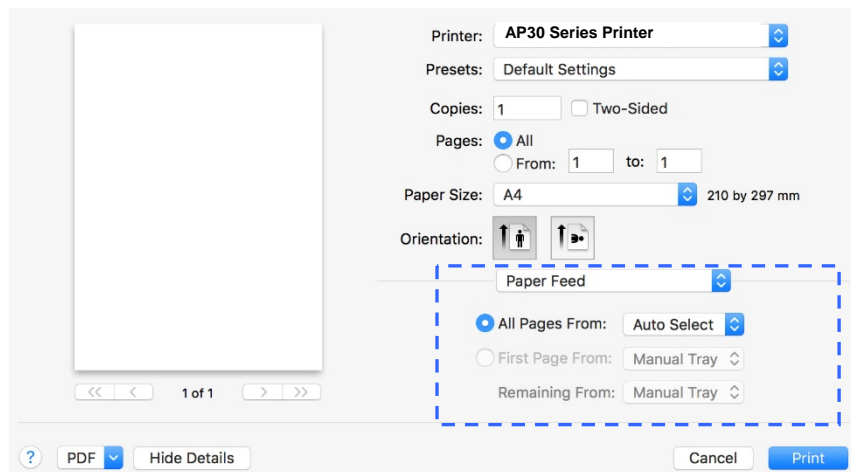 Printer: AP30 Series Printer
Presets: Default Settings
Copies: 1 Two-Sided
Pages: All
From: 1 to: 1
Paper Size: A4 210 by 297 mm
Orientation:
Paper Feed
All Pages From: Auto Select
First Page From: Manual Tray
Remaining From: Manual Tray
<< < 1 of 1 > >>
? PDF Hide Details Cancel Print